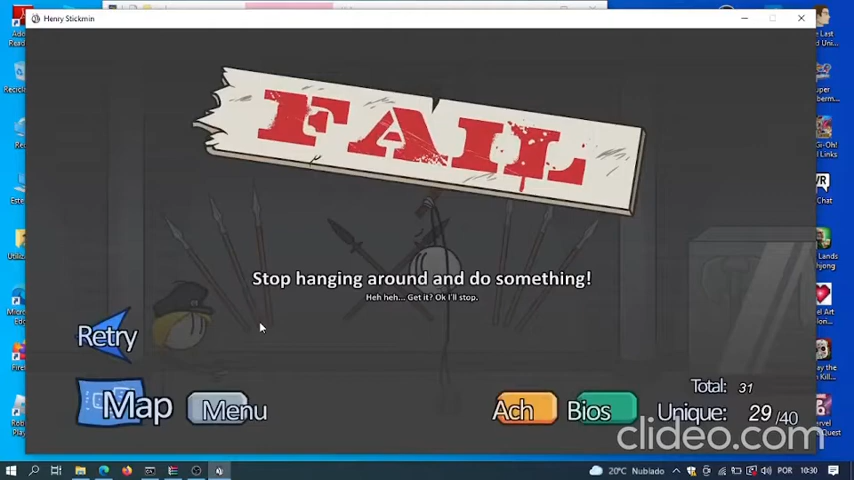 Henry Stickmin
FAIL
Stop hanging around and do something!
Heh heh... Get it? Ok I'll stop.
Retry
Map
Menu
Ach
Bios
Total: 31
Unique: 29 /40
clideo.com
20°C Nublado
POR
10:30